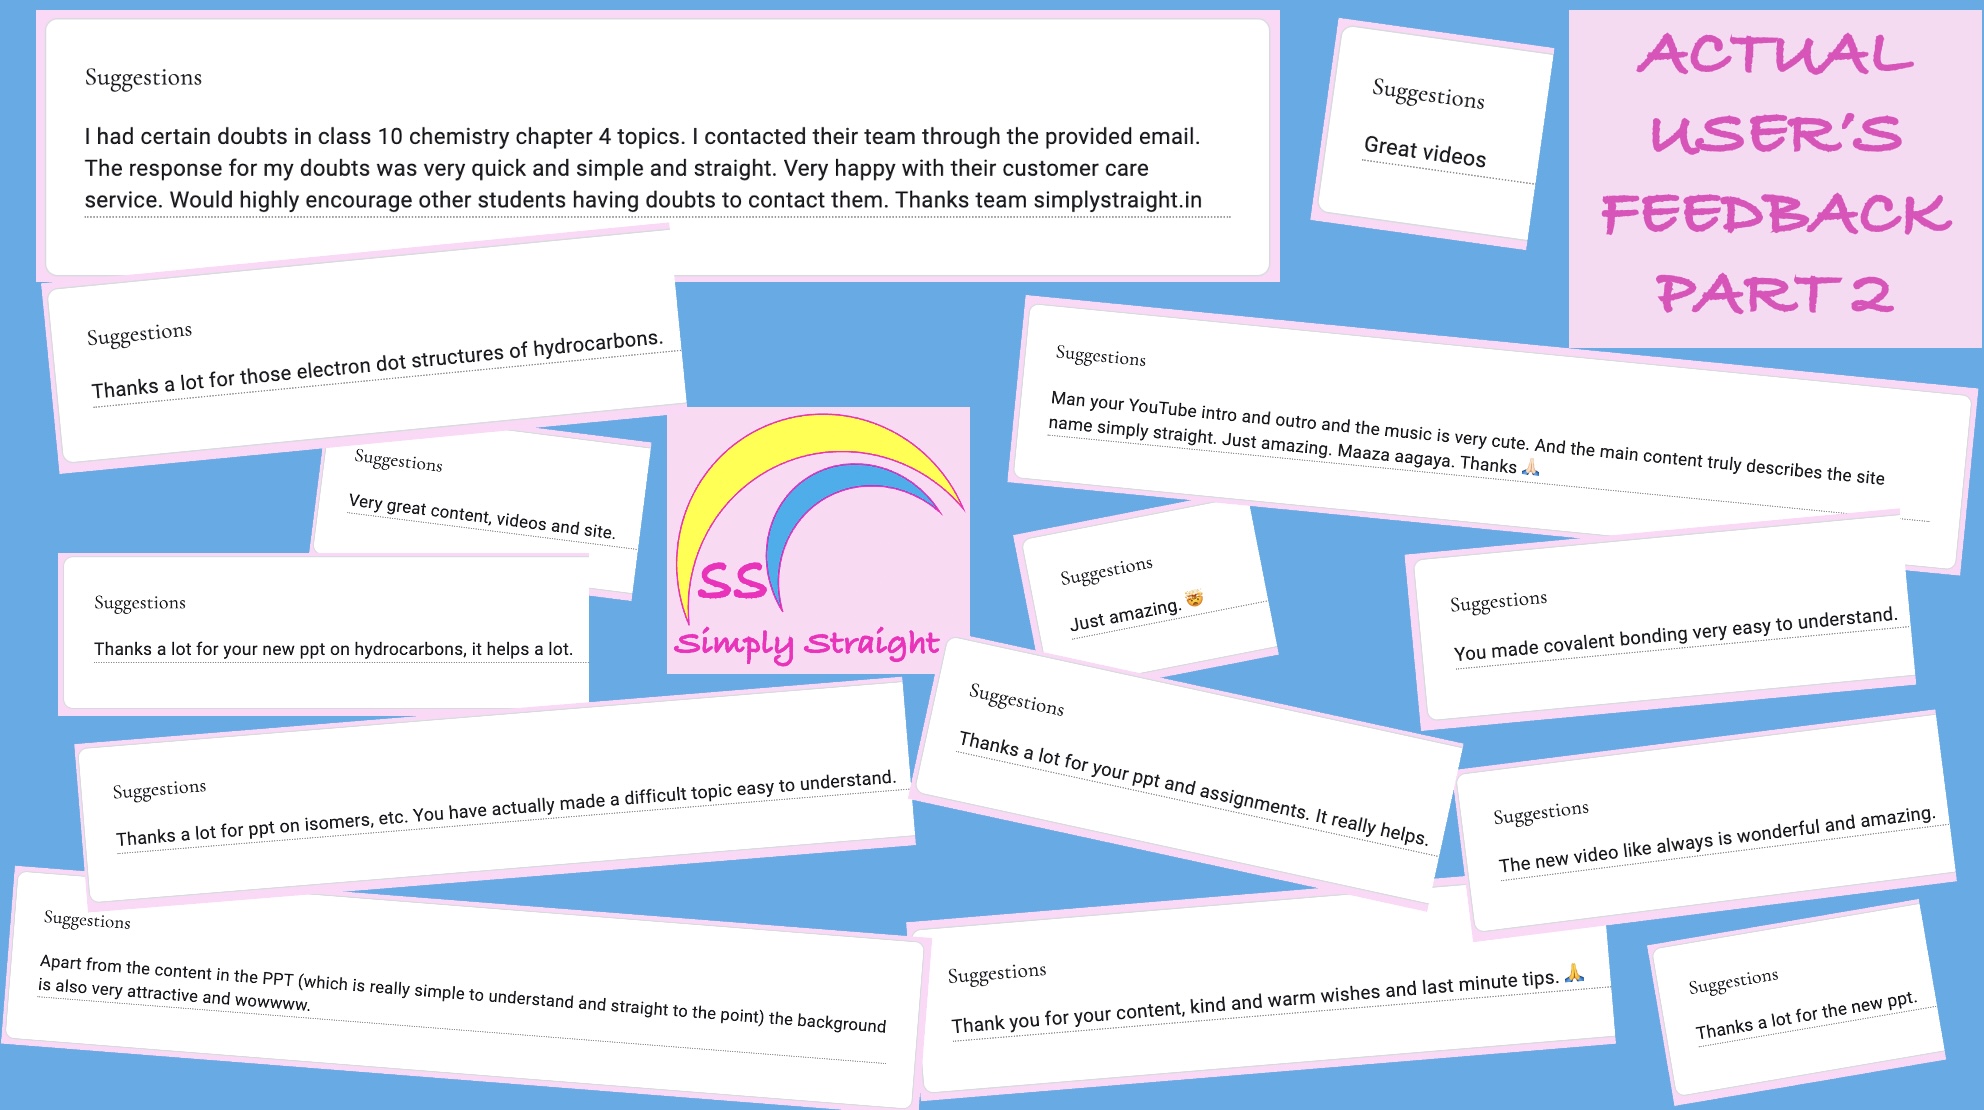 Suggestions
I had certain doubts in class 10 chemistry chapter 4 topics. I contacted their team through the provided email.
The response for my doubts was very quick and simple and straight. Very happy with their customer care
service. Would highly encourage other students having doubts to contact them. Thanks team simplystraight.in
Suggestions
Great videos
ACTUAL
USER'S
FEEDBACK
PART 2
Suggestions
Thanks a lot for those electron dot structures of hydrocarbons.
Suggestions
Man your YouTube intro and outro and the music is very cute. And the main content truly describes the site
name simply straight. Just amazing. Maaza aagaya. Thanks 🙏🏻
Suggestions
Very great content, videos and site.
SS
Simply Straight
Suggestions
Just amazing. 🤯
Suggestions
You made covalent bonding very easy to understand.
Suggestions
Thanks a lot for your new ppt on hydrocarbons, it helps a lot.
Suggestions
Thanks a lot for your ppt and assignments. It really helps.
Suggestions
Thanks a lot for ppt on isomers, etc. You have actually made a difficult topic easy to understand.
Suggestions
The new video like always is wonderful and amazing.
Suggestions
Apart from the content in the PPT (which is really simple to understand and straight to the point) the background
is also very attractive and wowwww.
Suggestions
Thank you for your content, kind and warm wishes and last minute tips. 🙏
Suggestions
Thanks a lot for the new ppt.